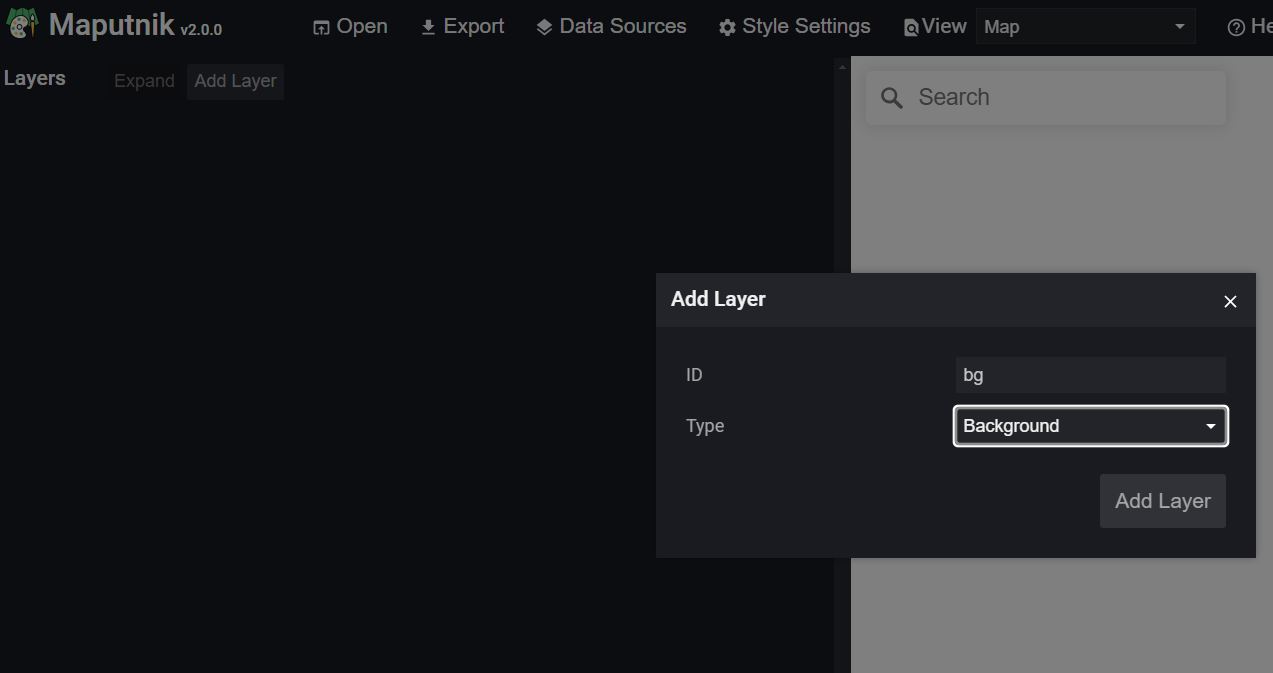 Maputnik v2.0.0 Open Export Data Sources Style Settings View Map He
Layers Expand Add Layer
Search
Add Layer
ID bg
Type Background
Add Layer